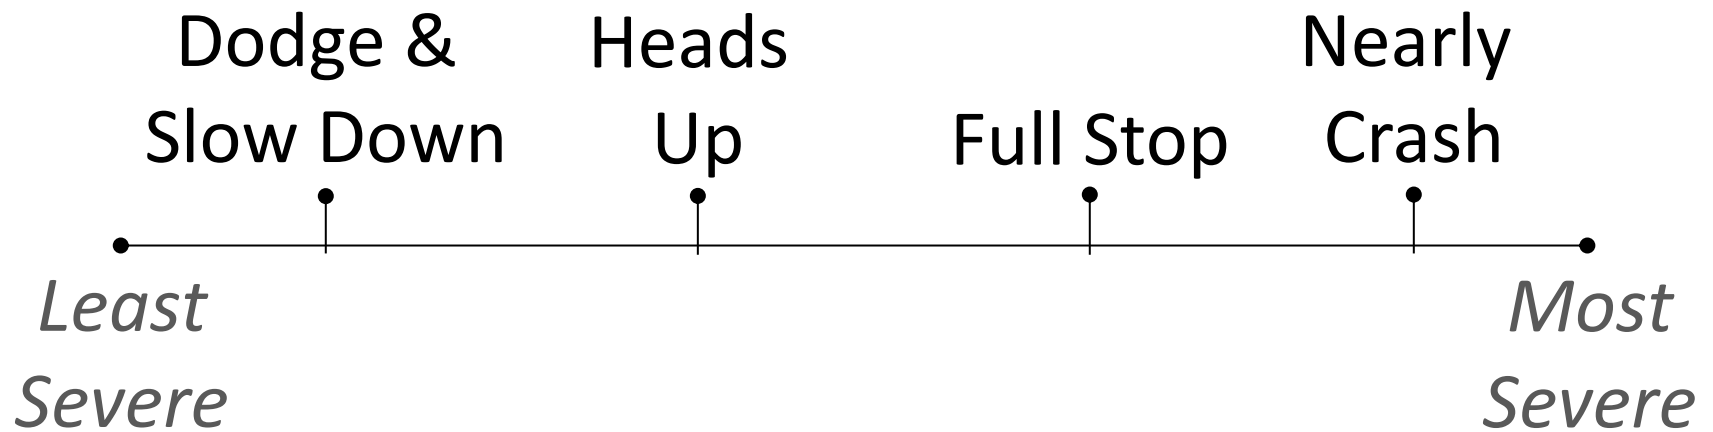 Dodge &
Slow Down
Heads
Up
Full Stop
Nearly
Crash
Least
Severe
Most
Severe